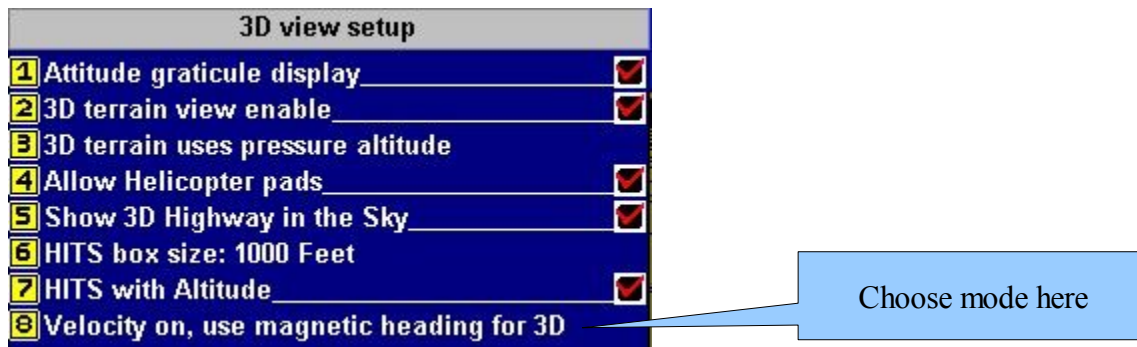 3D view setup
1 Attitude graticule display
2 3D terrain view enable
3 3D terrain uses pressure altitude
4 Allow Helicopter pads
5 Show 3D Highway in the Sky
6 HITS box size: 1000 Feet
7 HITS with Altitude
8 Velocity on, use magnetic heading for 3D
Choose mode here